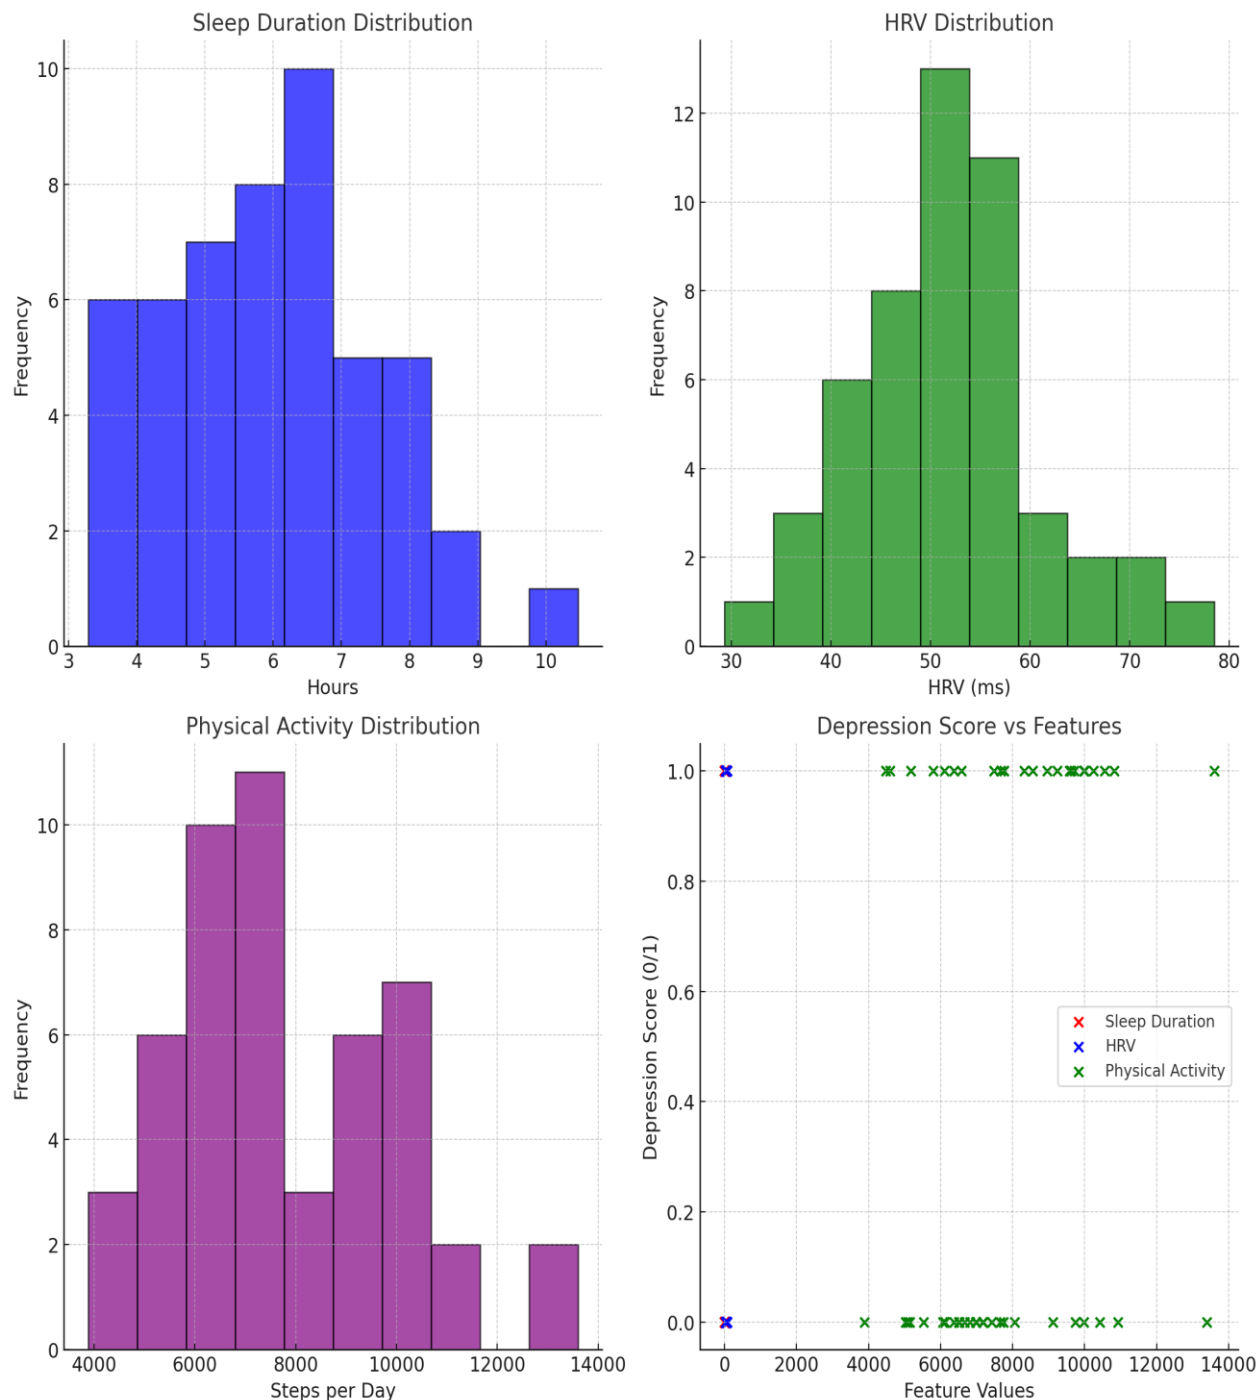 Sleep Duration Distribution
Frequency
10
8
6
4
2
0
3 4 5 6 7 8 9 10
Hours
HRV Distribution
Frequency
12
10
8
6
4
2
0
30 40 50 60 70 80
HRV (ms)
Physical Activity Distribution
Frequency
10
8
6
4
2
0
4000 6000 8000 10000 12000 14000
Steps per Day
Depression Score vs Features
Depression Score (0/1)
1.0
0.8
0.6
0.4
0.2
0.0
Sleep Duration
HRV
Physical Activity
0 2000 4000 6000 8000 10000 12000 14000
Feature Values